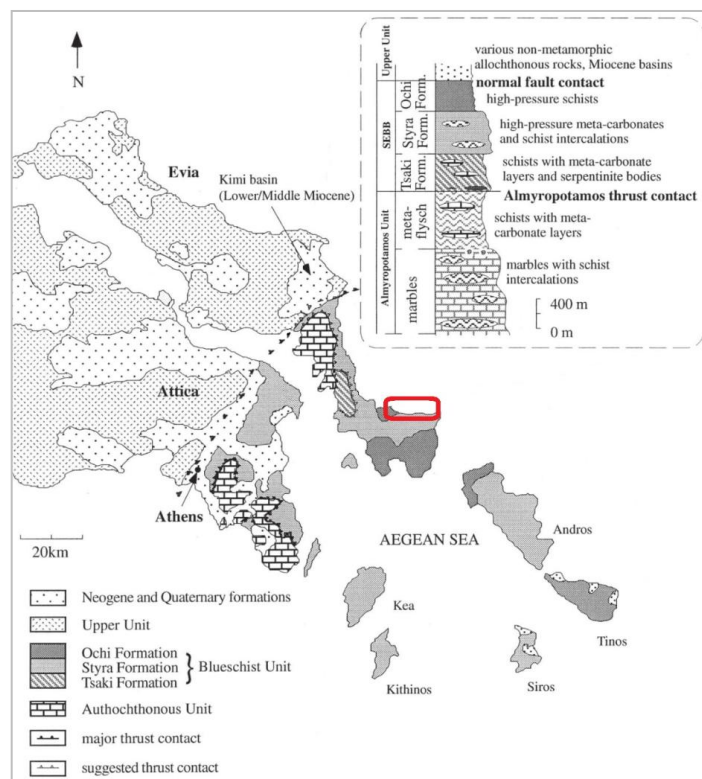 N
Evia
Kimi basin
(Lower/Middle Miocene)
Attica
Athens
20km
AEGEAN SEA
Andros
Tinos
Kea
Kithinos
Siros
Upper Unit
various non-metamorphic
allochthonous rocks, Miocene basins
normal fault contact
SEBB
Ochi
Form.
high-pressure schists
Styra
Form.
high-pressure meta-carbonates
and schist intercalations
Tsaki
Form.
schists with meta-carbonate
layers and serpentinite bodies
Almyropotamos thrust contact
Almyropotamos Unit
meta-
flysch
schists with meta-
carbonate layers
marbles
marbles with schist
intercalations
400 m
0 m
Neogene and Quaternary formations
Upper Unit
Ochi Formation
Styra Formation
Tsaki Formation
} Blueschist Unit
Authochthonous Unit
major thrust contact
suggested thrust contact